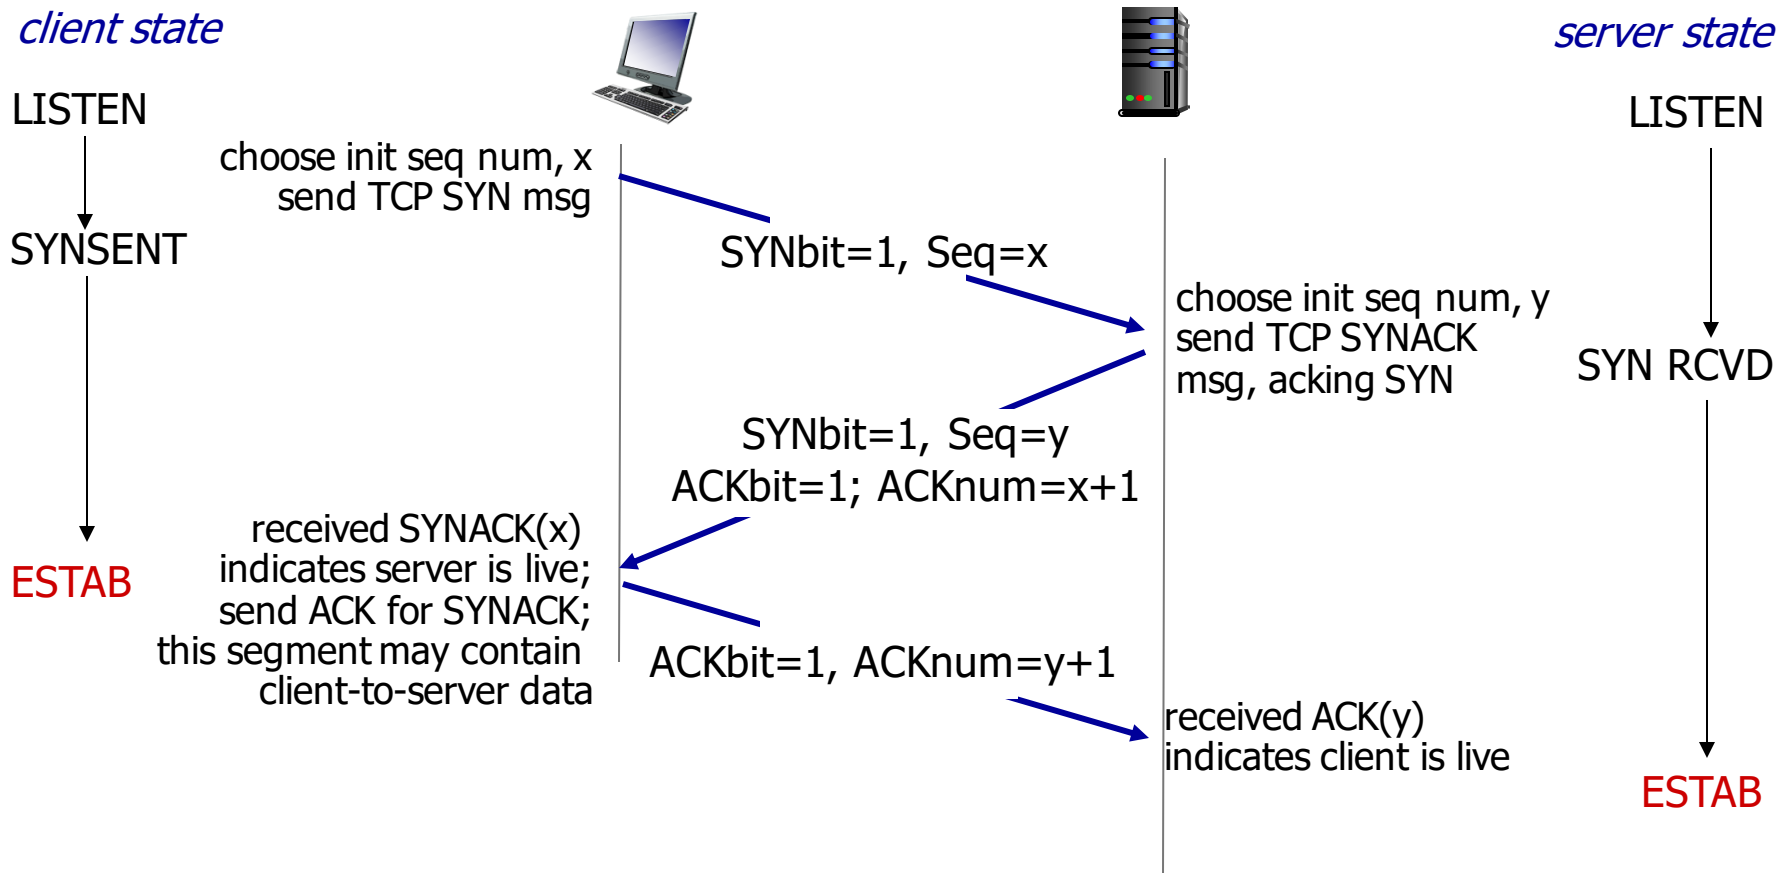 client state
server state
LISTEN
LISTEN
choose init seq num, x
send TCP SYN msg
SYNSENT
SYNbit=1, Seq=x
choose init seq num, y
send TCP SYNACK
msg, acking SYN
SYN RCVD
SYNbit=1, Seq=y
ACKbit=1; ACKnum=x+1
received SYNACK(x)
indicates server is live;
send ACK for SYNACK;
this segment may contain
client-to-server data
ESTAB
ACKbit=1, ACKnum=y+1
received ACK(y)
indicates client is live
ESTAB